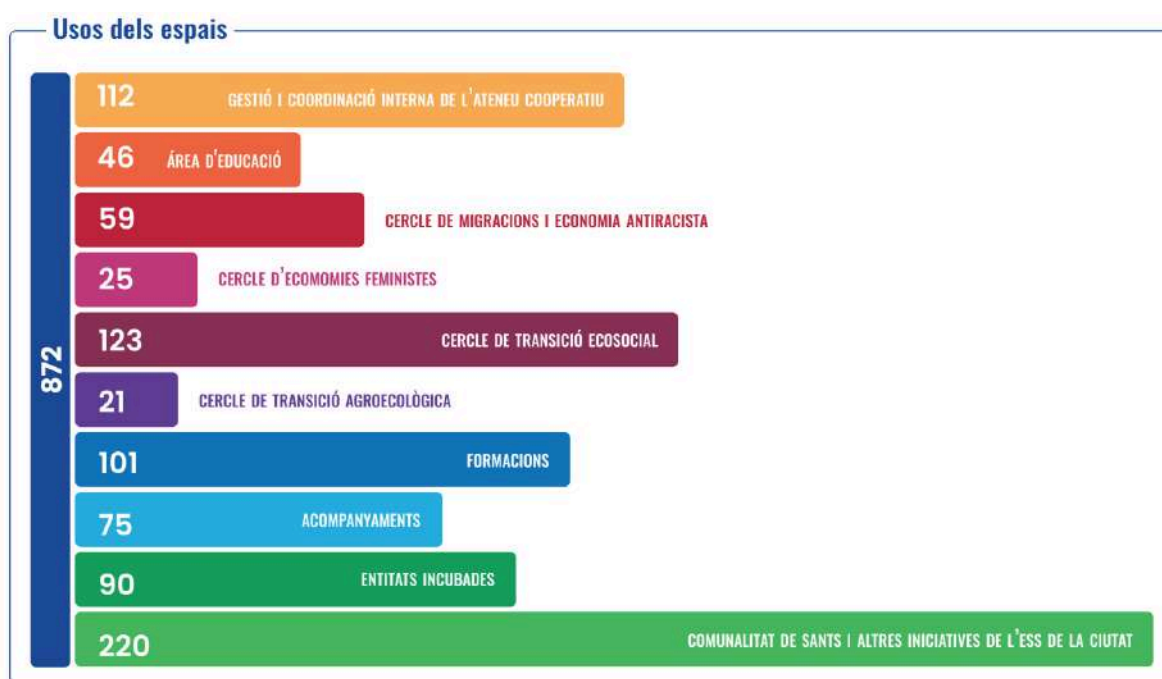 Usos dels espais
872
112 GESTIÓ I COORDINACIÓ INTERNA DE L'ATENEU COOPERATIU
46 ÁREA D'EDUCACIÓ
59 CERCLE DE MIGRACIONS I ECONOMIA ANTIRACISTA
25 CERCLE D'ECOMOMIES FEMINISTES
123 CERCLE DE TRANSICIÓ ECOSOCIAL
21 CERCLE DE TRANSICIÓ AGROECOLÒGICA
101 FORMACIONS
75 ACOMPANYAMENTS
90 ENTITATS INCUBADES
220 COMUNALITAT DE SANTS I ALTRES INICIATIVES DE L'ESS DE LA CIUTAT